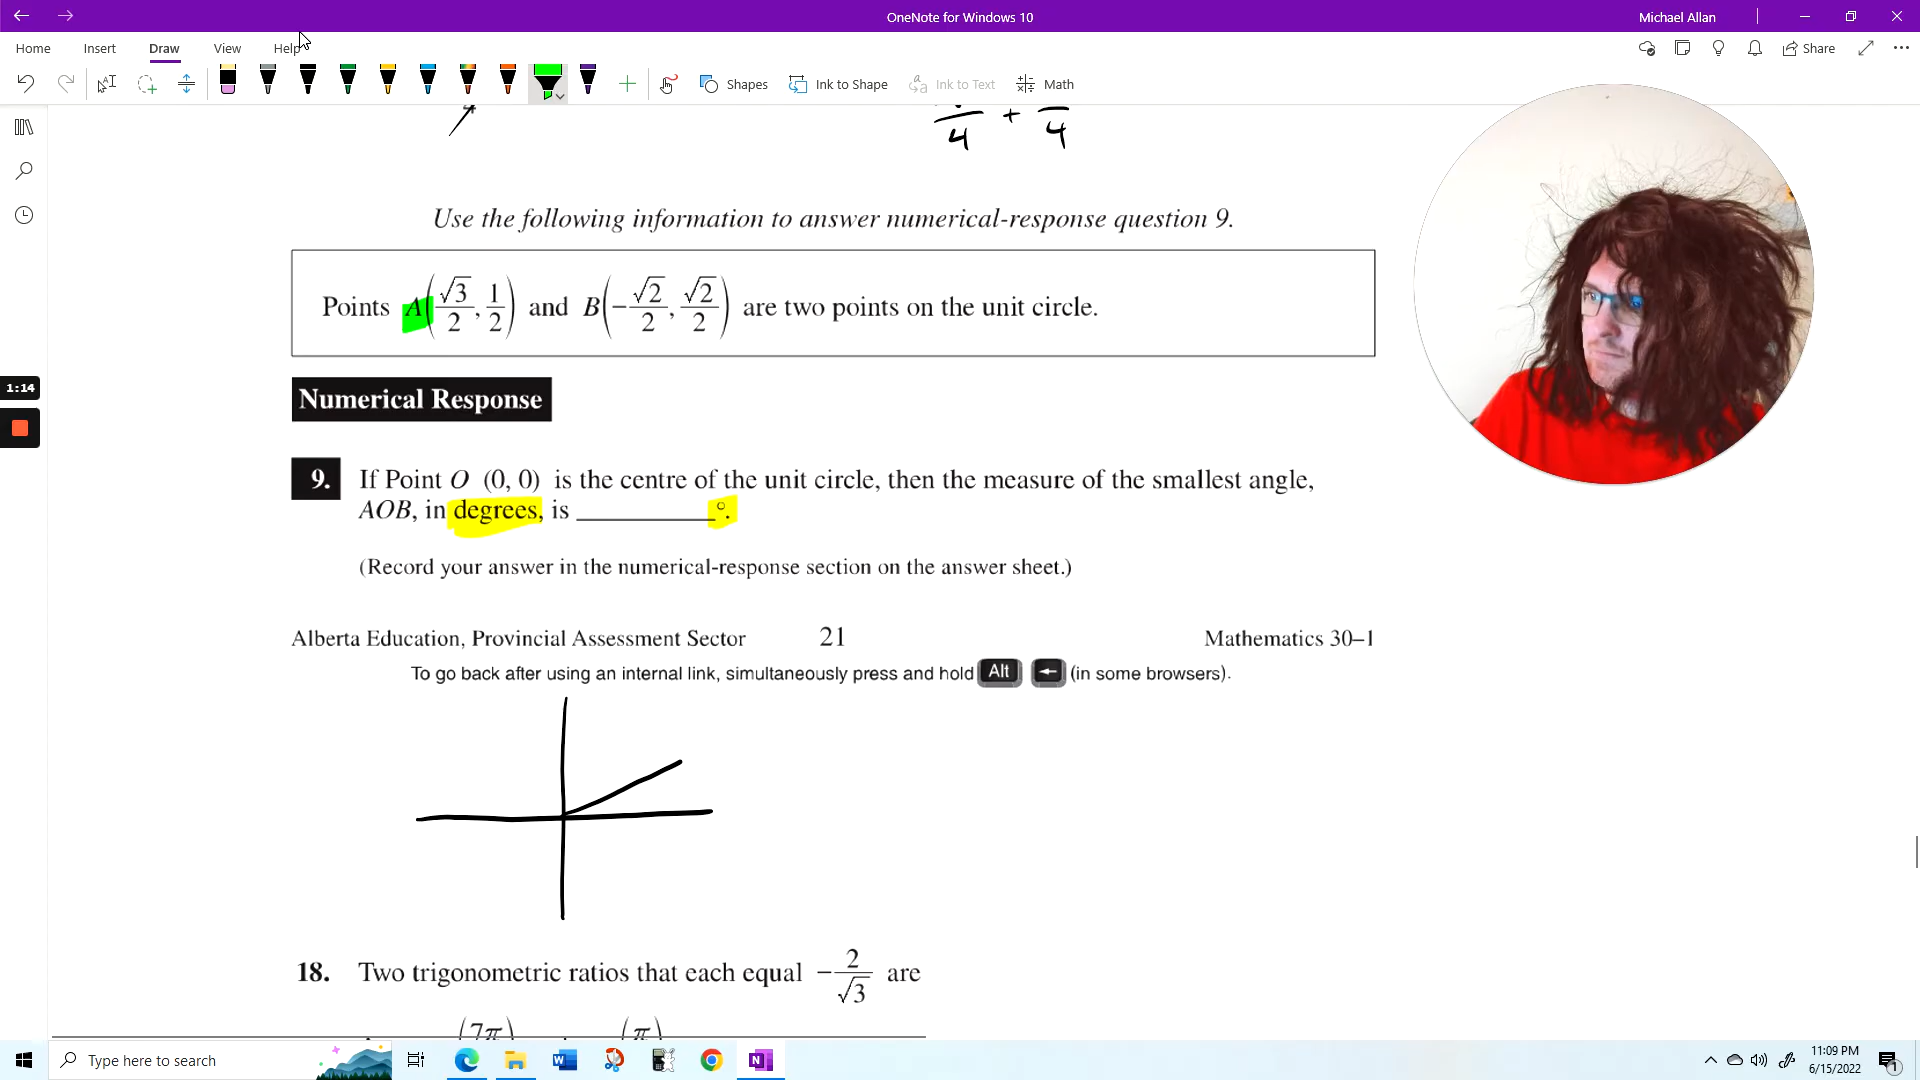 OneNote for Windows 10
Michael Allan
Home Insert Draw View Help
Share
Shapes Ink to Shape Ink to Text Math
4 + 4
Use the following information to answer numerical-response question 9.
Points A(√3/2, 1/2) and B(-√2/2, √2/2) are two points on the unit circle.
1:14
Numerical Response
9. If Point O (0, 0) is the centre of the unit circle, then the measure of the smallest angle,
AOB, in degrees, is ___________°.
(Record your answer in the numerical-response section on the answer sheet.)
Alberta Education, Provincial Assessment Sector 21 Mathematics 30–1
To go back after using an internal link, simultaneously press and hold Alt ← (in some browsers).
18. Two trigonometric ratios that each equal -2/√3 are
(7π) (π)
Type here to search
11:09 PM
6/15/2022
1